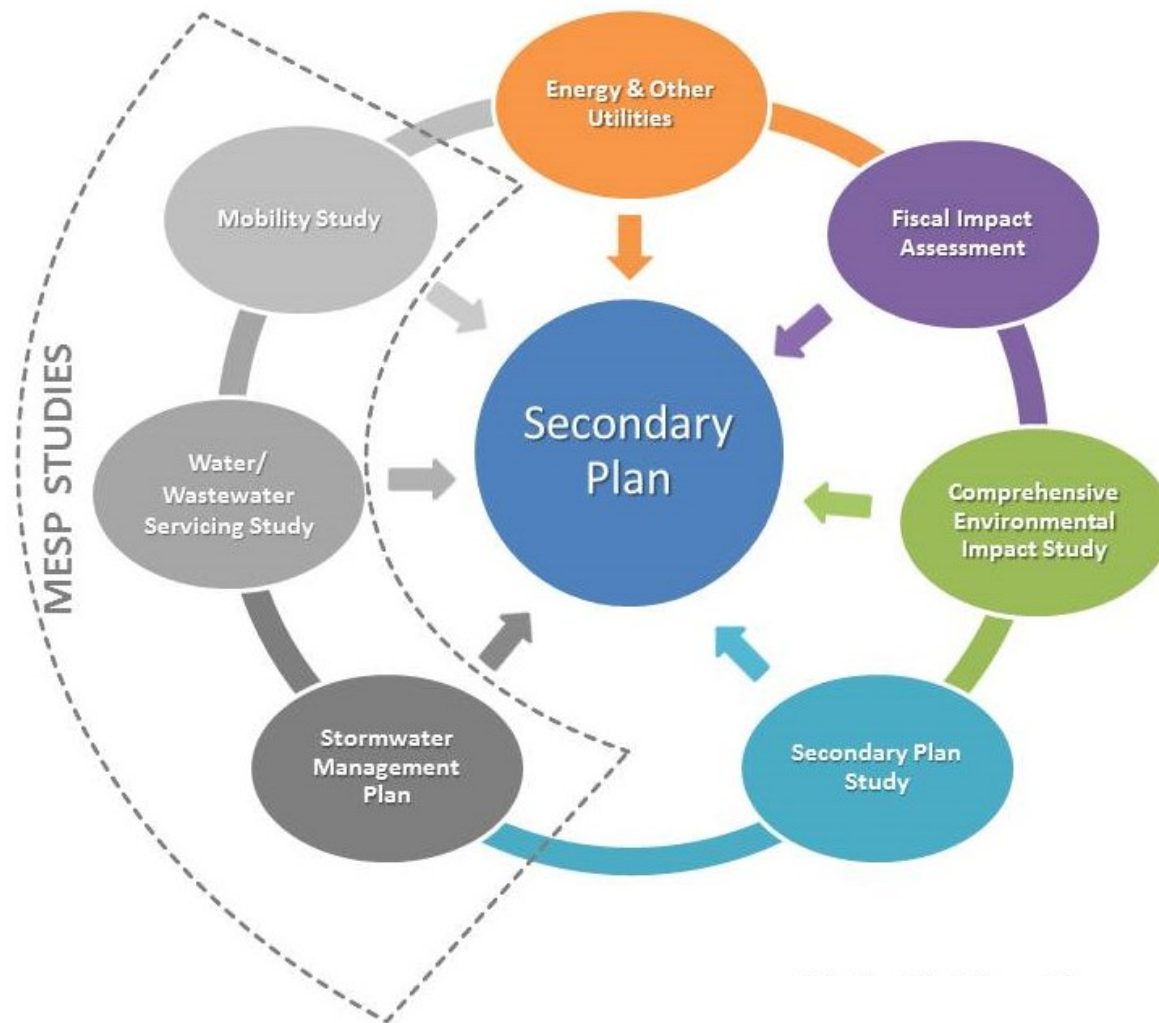 Energy & Other
Utilities
Fiscal Impact
Assessment
Comprehensive
Environmental
Impact Study
Secondary Plan
Study
Stormwater
Management
Plan
Water/
Wastewater
Servicing Study
Mobility Study
Secondary
Plan
MESP STUDIES